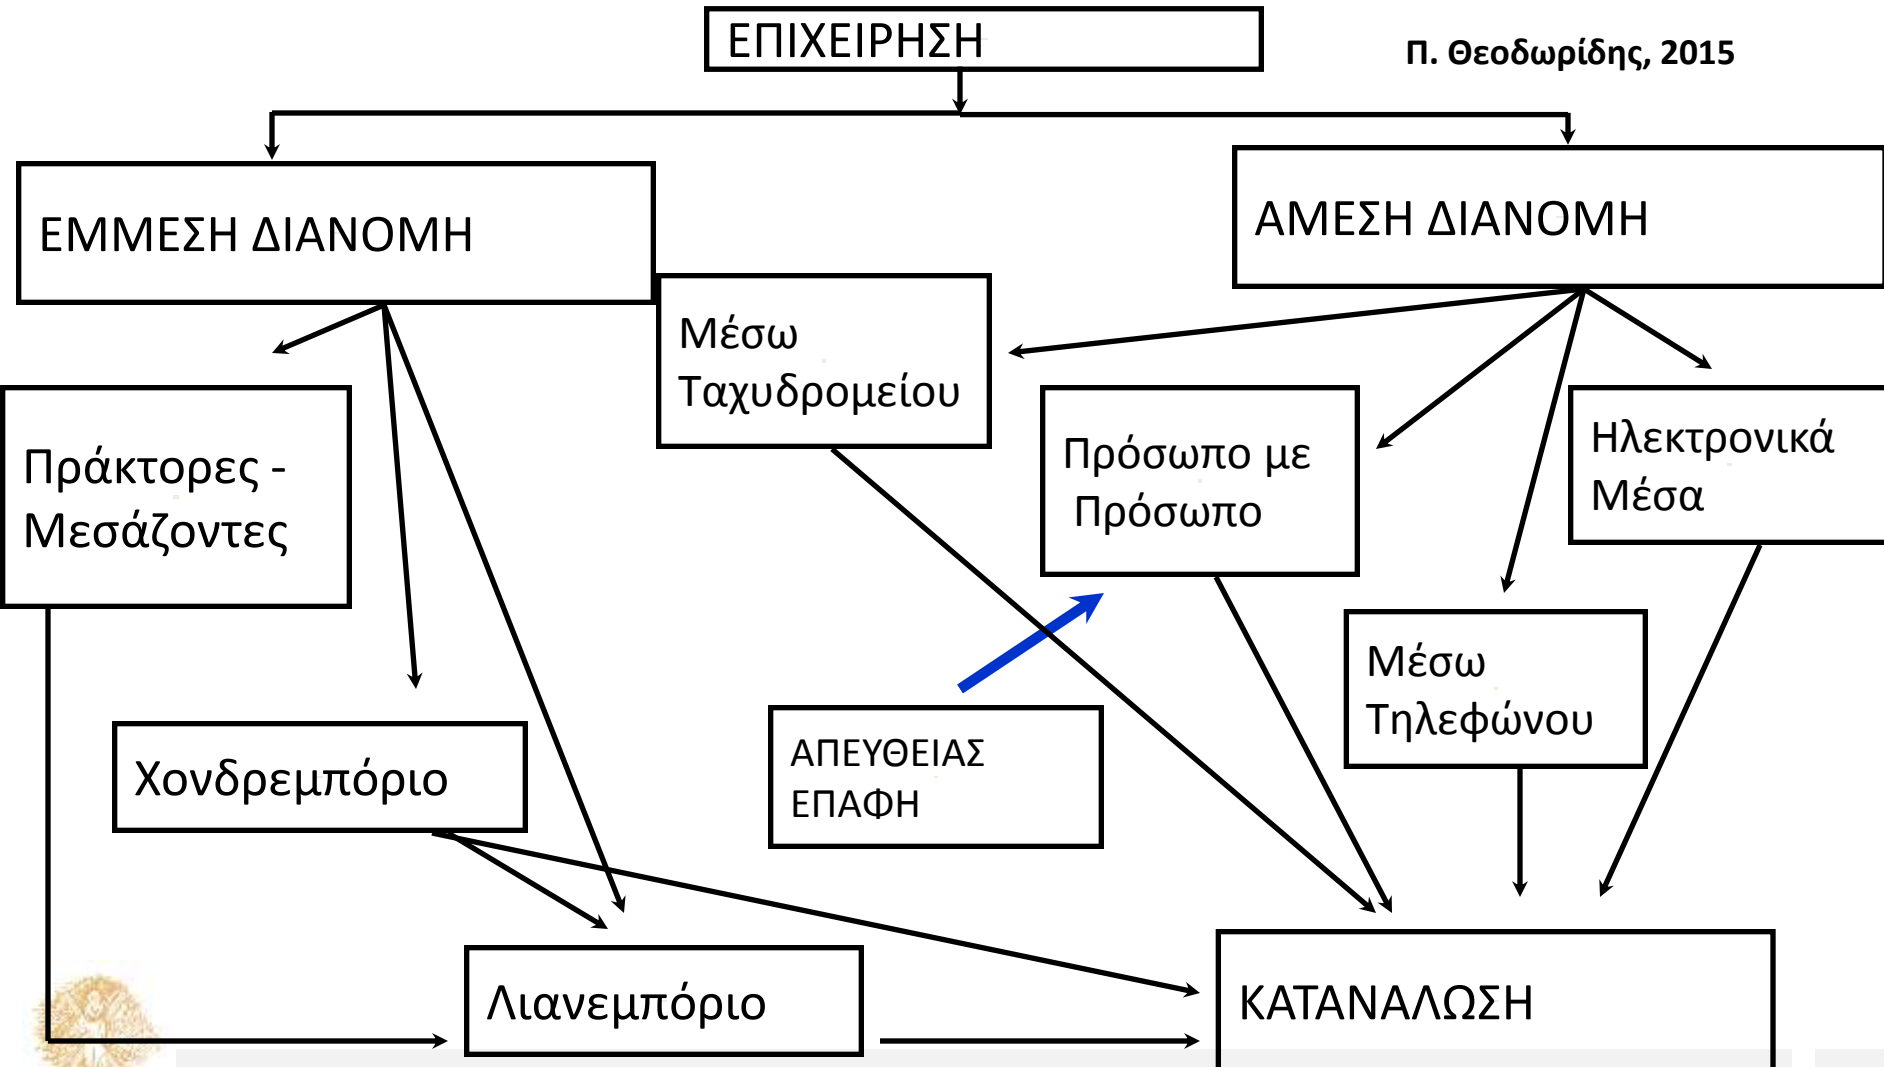 ΕΠΙΧΕΙΡΗΣΗ
Π. Θεοδωρίδης, 2015
ΕΜΜΕΣΗ ΔΙΑΝΟΜΗ
ΑΜΕΣΗ ΔΙΑΝΟΜΗ
Μέσω
Ταχυδρομείου
Πρόσωπο με
Πρόσωπο
Ηλεκτρονικά
Μέσα
Πράκτορες -
Μεσάζοντες
Μέσω
Τηλεφώνου
Χονδρεμπόριο
ΑΠΕΥΘΕΙΑΣ
ΕΠΑΦΗ
Λιανεμπόριο
ΚΑΤΑΝΑΛΩΣΗ